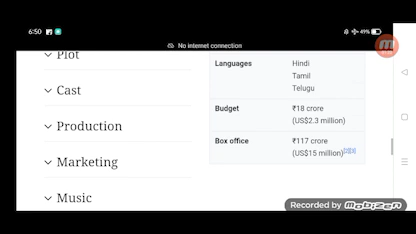 6:50
49%
No internet connection
Plot
Cast
Production
Marketing
Music
Languages
Hindi
Tamil
Telugu
Budget
₹18 crore
(US$2.3 million)
Box office
₹117 crore
(US$15 million)
Recorded by Mobizen